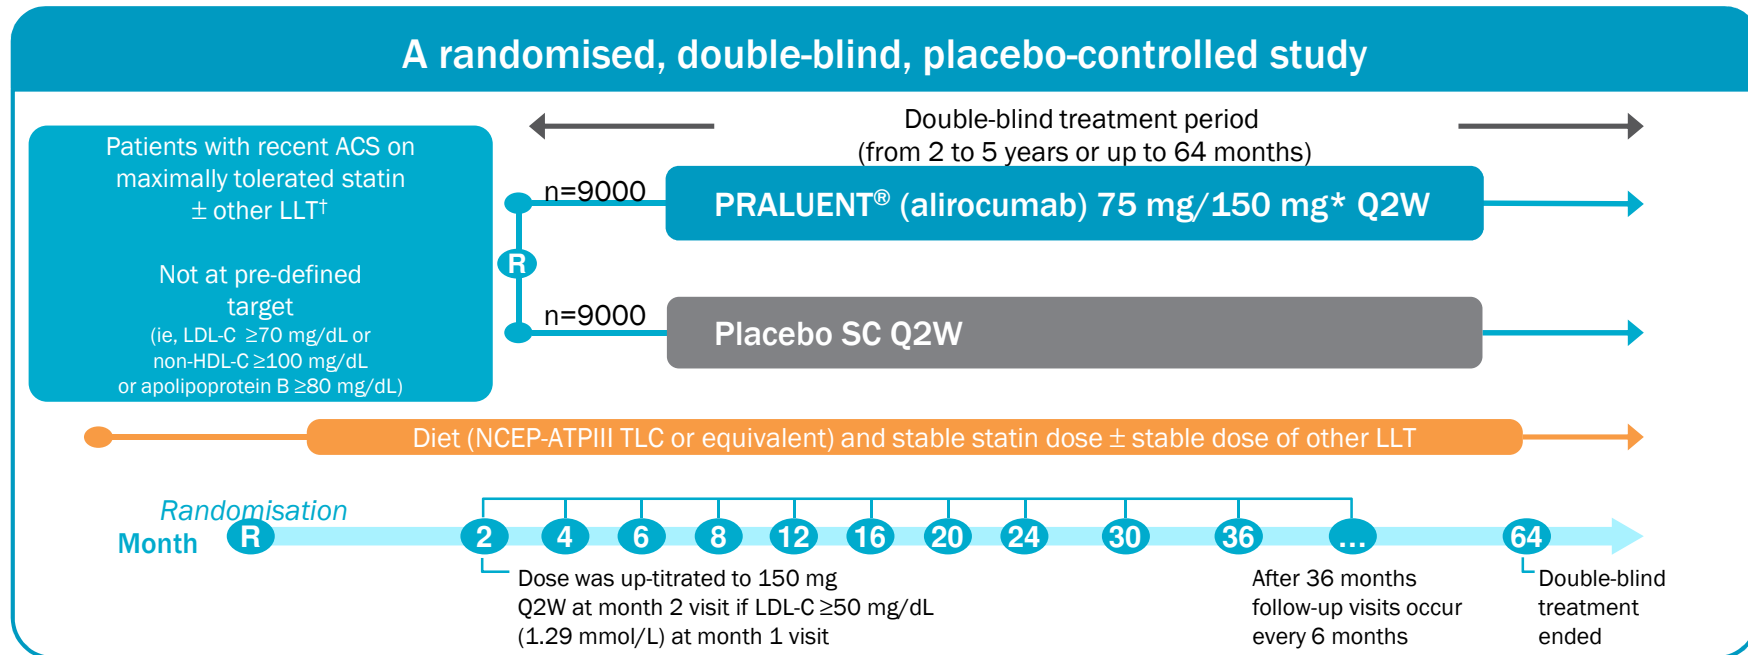 A randomised, double-blind, placebo-controlled study
Patients with recent ACS on
maximally tolerated statin
± other LLT†
Not at pre-defined
target
(ie, LDL-C ≥70 mg/dL or
non-HDL-C ≥100 mg/dL
or apolipoprotein B ≥80 mg/dL)
Double-blind treatment period
(from 2 to 5 years or up to 64 months)
n=9000
PRALUENT® (alirocumab) 75 mg/150 mg* Q2W
R
n=9000
Placebo SC Q2W
Diet (NCEP-ATPIII TLC or equivalent) and stable statin dose ± stable dose of other LLT
Randomisation
Month R 2 4 6 8 12 16 20 24 30 36 ... 64
Dose was up-titrated to 150 mg
Q2W at month 2 visit if LDL-C ≥50 mg/dL
(1.29 mmol/L) at month 1 visit
After 36 months
follow-up visits occur
every 6 months
Double-blind
treatment
ended